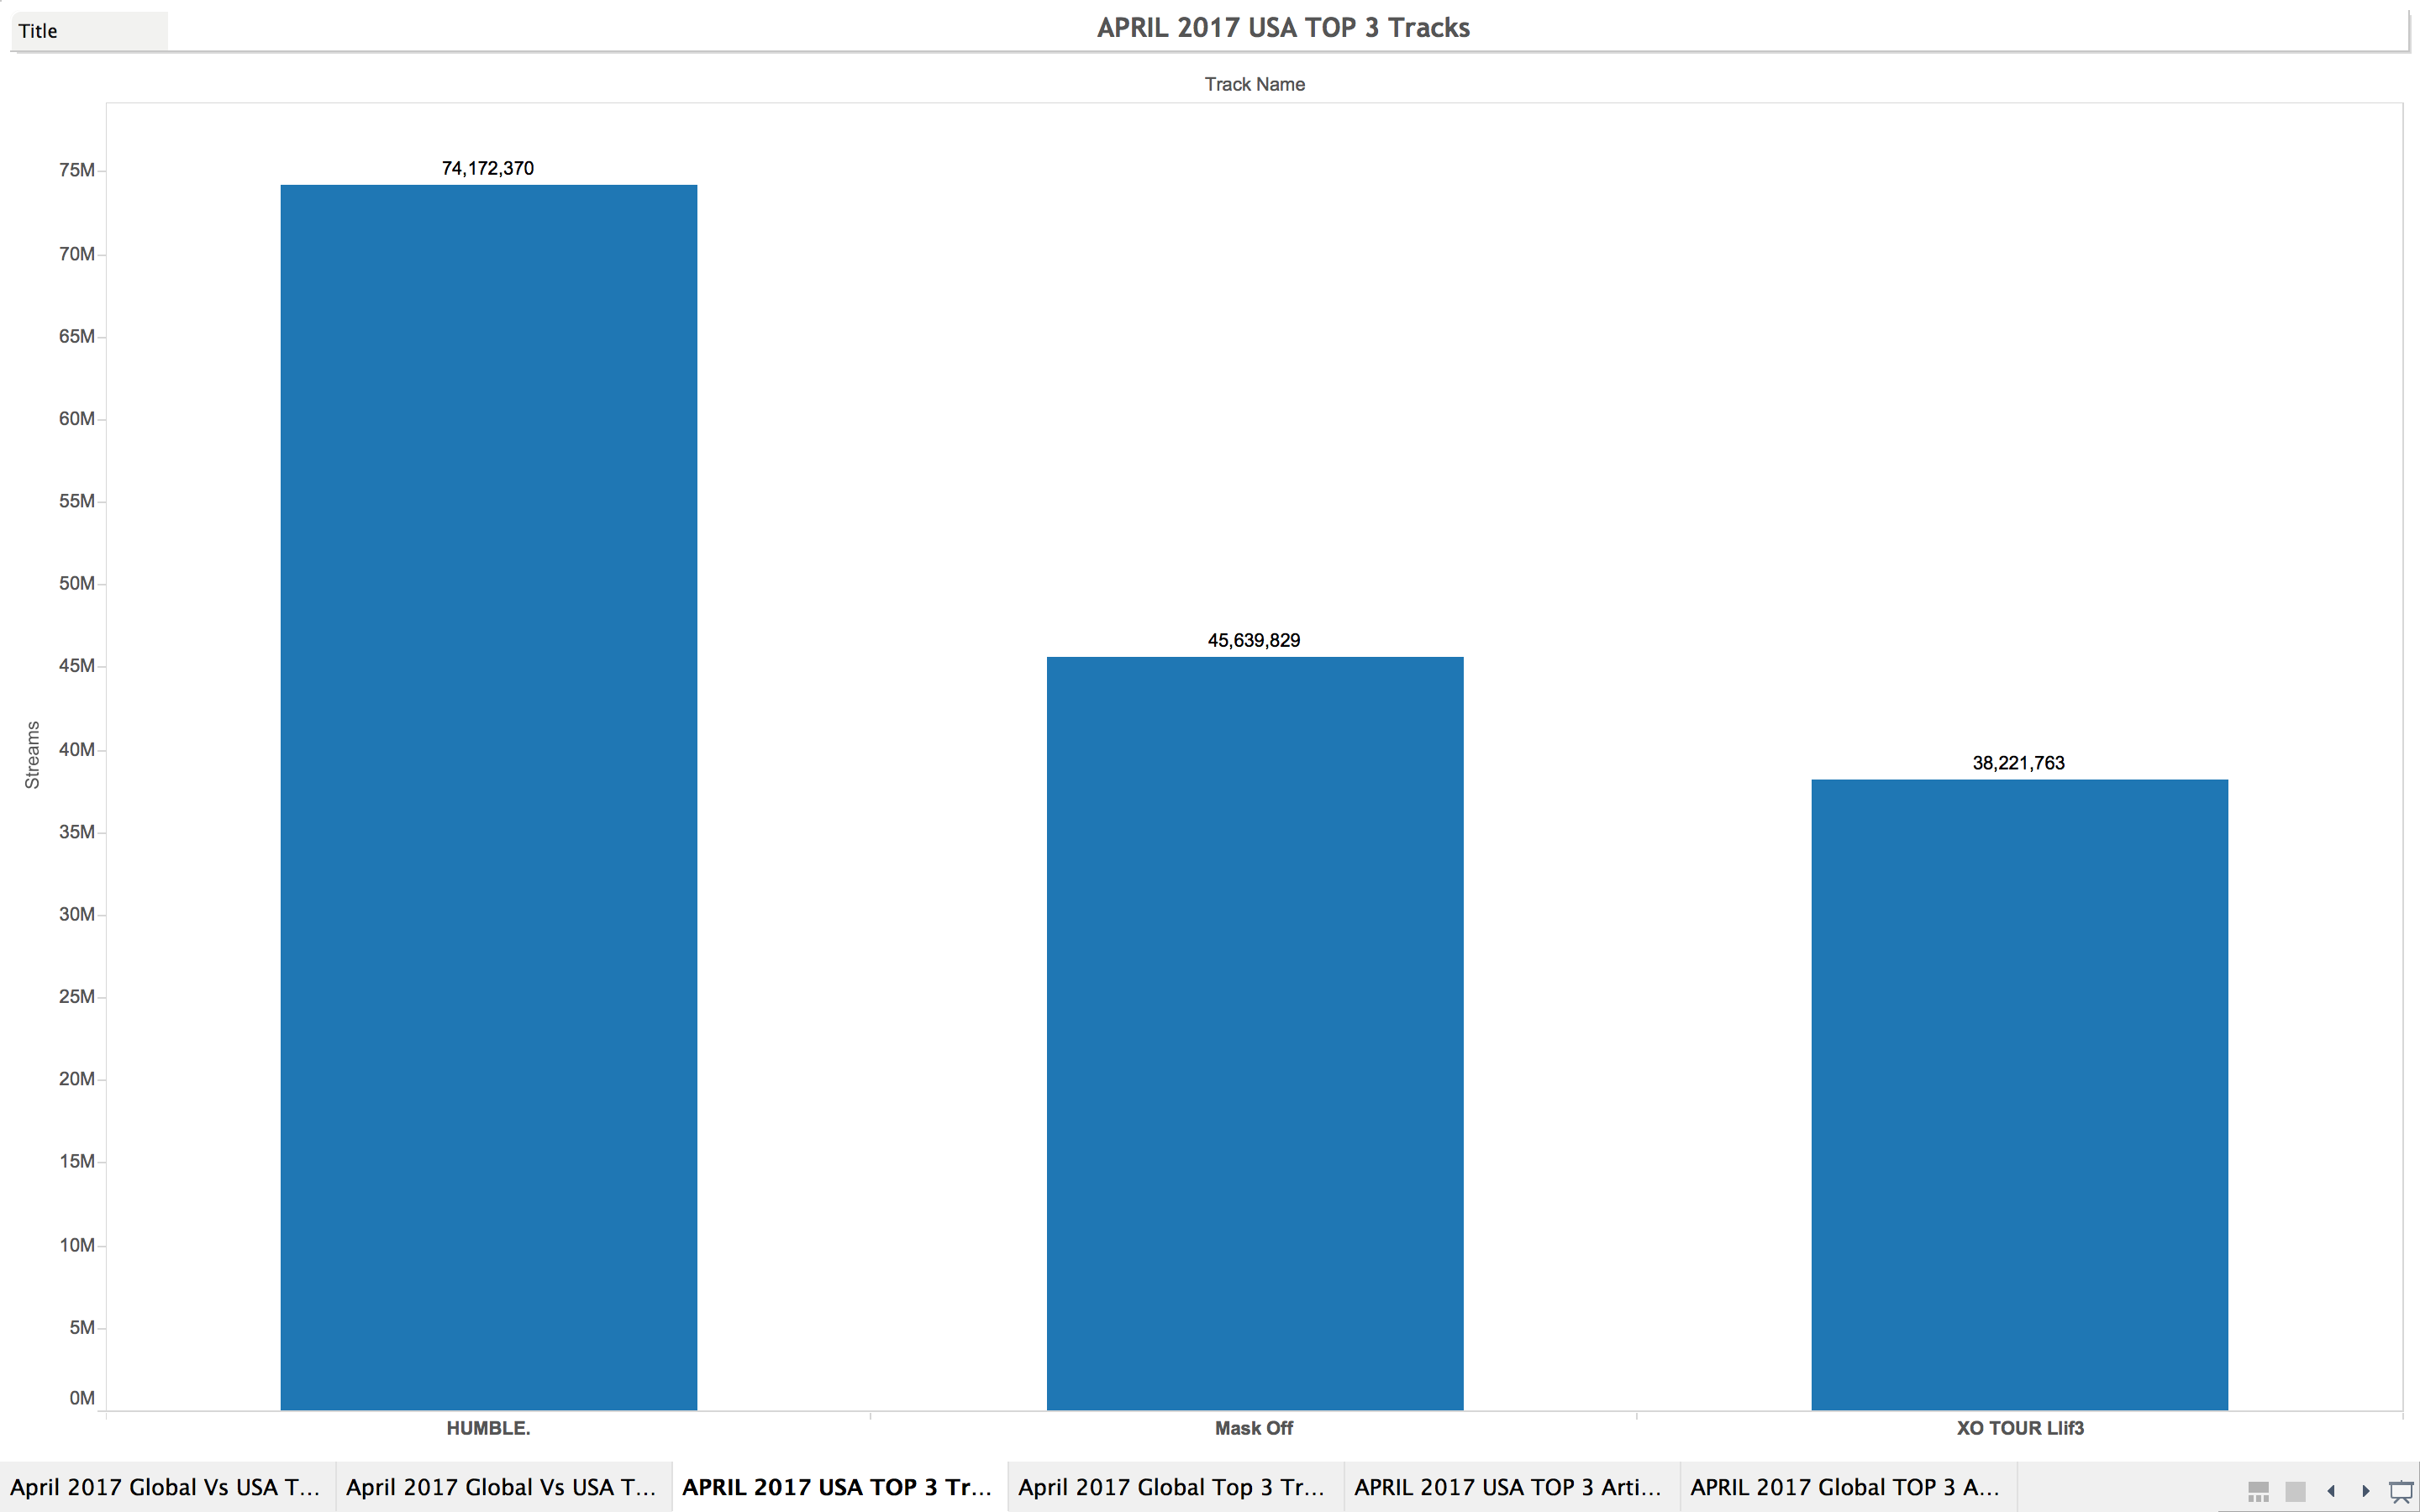 Title
APRIL 2017 USA TOP 3 Tracks
Track Name
75M
70M
65M
60M
55M
50M
45M
40M
35M
30M
25M
20M
15M
10M
5M
0M
Streams
74,172,370
45,639,829
38,221,763
HUMBLE.
Mask Off
XO TOUR Llif3
April 2017 Global Vs USA T...
April 2017 Global Vs USA T...
APRIL 2017 USA TOP 3 Tr...
April 2017 Global Top 3 Tr...
APRIL 2017 USA TOP 3 Arti...
APRIL 2017 Global TOP 3 A...